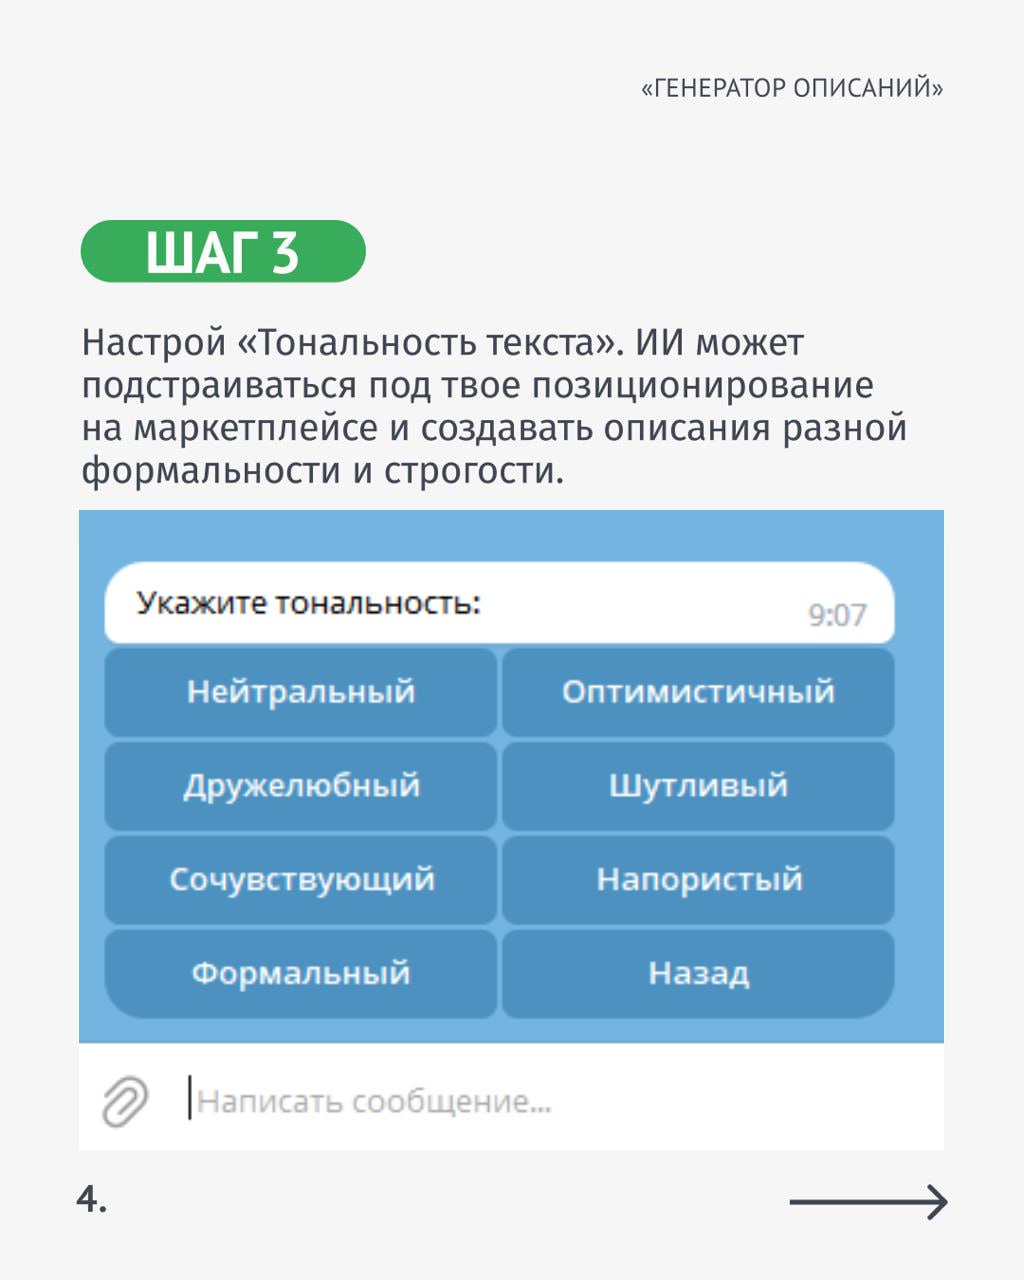 «ГЕНЕРАТОР ОПИСАНИЙ»
ШАГ 3
Настрой «Тональность текста». ИИ может
подстраиваться под твое позиционирование
на маркетплейсе и создавать описания разной
формальности и строгости.
Укажите тональность:
9:07
Нейтральный
Оптимистичный
Дружелюбный
Шутливый
Сочувствующий
Напористый
Формальный
Назад
Написать сообщение...
4.